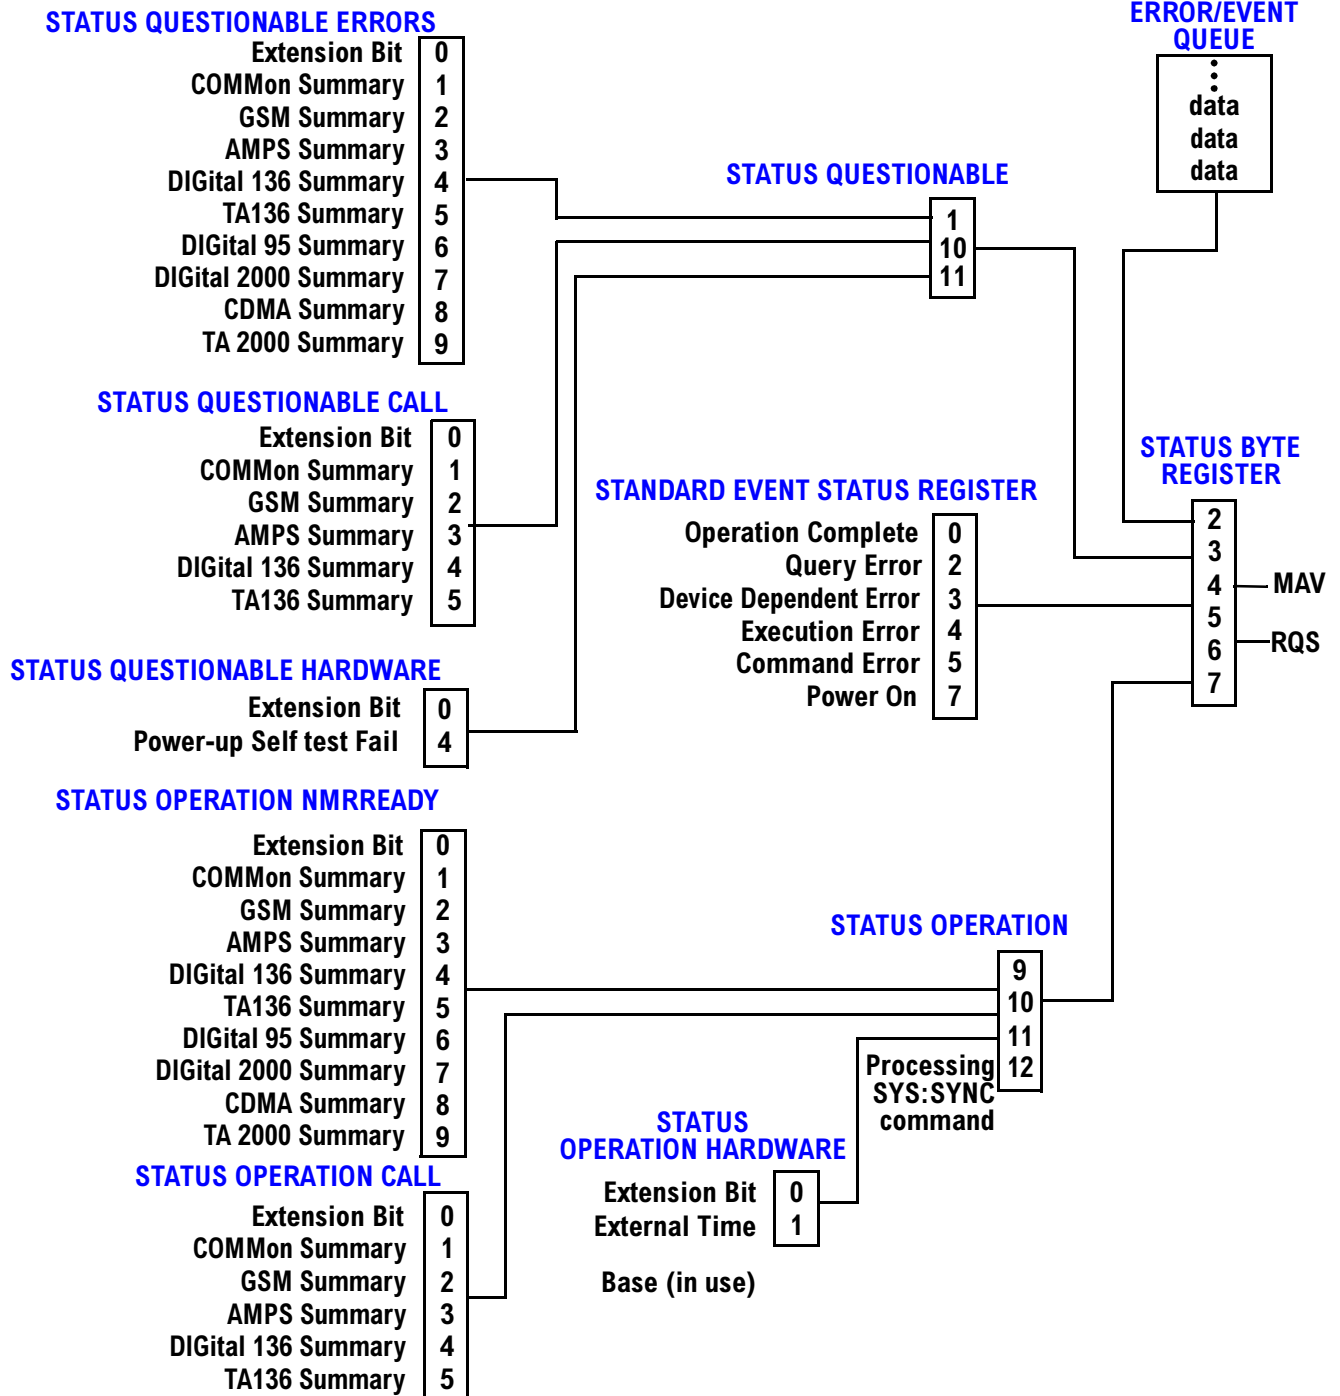 STATUS QUESTIONABLE ERRORS
Extension Bit 0
COMMon Summary 1
GSM Summary 2
AMPS Summary 3
DIGital 136 Summary 4
TA136 Summary 5
DIGital 95 Summary 6
DIGital 2000 Summary 7
CDMA Summary 8
TA 2000 Summary 9
ERROR/EVENT
QUEUE
data
data
data
STATUS QUESTIONABLE
1
10
11
STATUS QUESTIONABLE CALL
Extension Bit 0
COMMon Summary 1
GSM Summary 2
AMPS Summary 3
DIGital 136 Summary 4
TA136 Summary 5
STANDARD EVENT STATUS REGISTER
Operation Complete 0
Query Error 2
Device Dependent Error 3
Execution Error 4
Command Error 5
Power On 7
STATUS BYTE
REGISTER
2
3
4 MAV
5
6 RQS
7
STATUS QUESTIONABLE HARDWARE
Extension Bit 0
Power-up Self test Fail 4
STATUS OPERATION NMRREADY
Extension Bit 0
COMMon Summary 1
GSM Summary 2
AMPS Summary 3
DIGital 136 Summary 4
TA136 Summary 5
DIGital 95 Summary 6
DIGital 2000 Summary 7
CDMA Summary 8
TA 2000 Summary 9
STATUS OPERATION
9
10
11
Processing 12
SYS:SYNC
command
STATUS
OPERATION HARDWARE
Extension Bit 0
External Time 1
Base (in use)
STATUS OPERATION CALL
Extension Bit 0
COMMon Summary 1
GSM Summary 2
AMPS Summary 3
DIGital 136 Summary 4
TA136 Summary 5